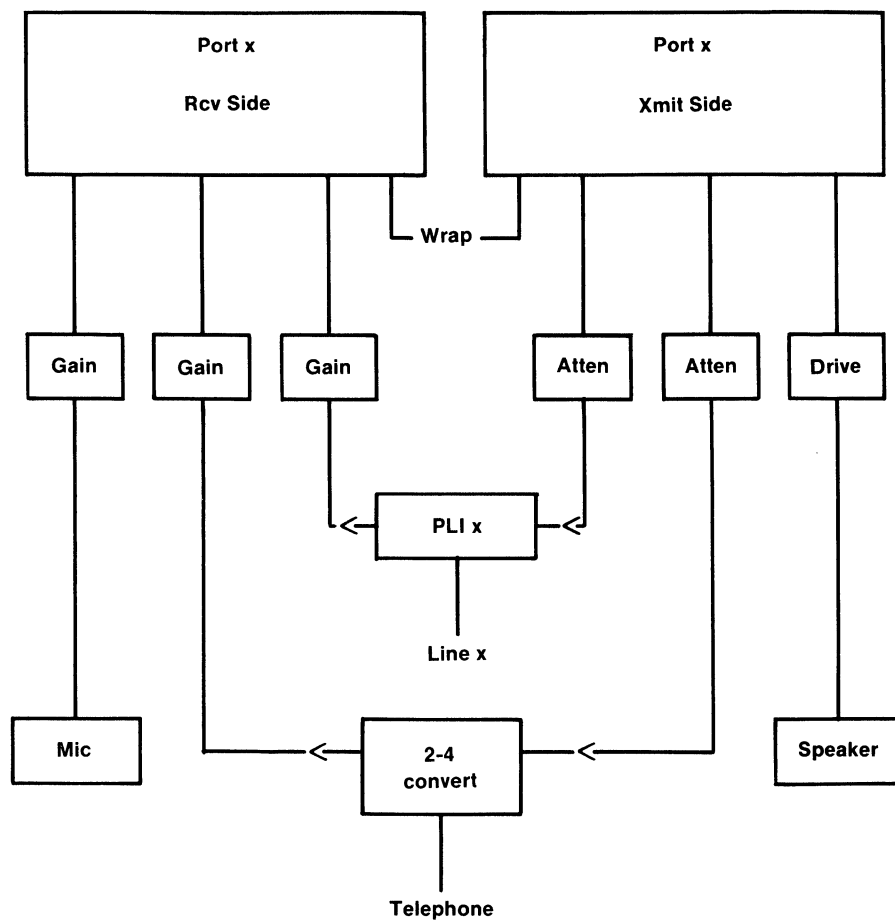 Port x
Rcv Side
Port x
Xmit Side
Wrap
Gain
Gain
Gain
Atten
Atten
Drive
PLI x
Line x
Mic
2-4
convert
Speaker
Telephone